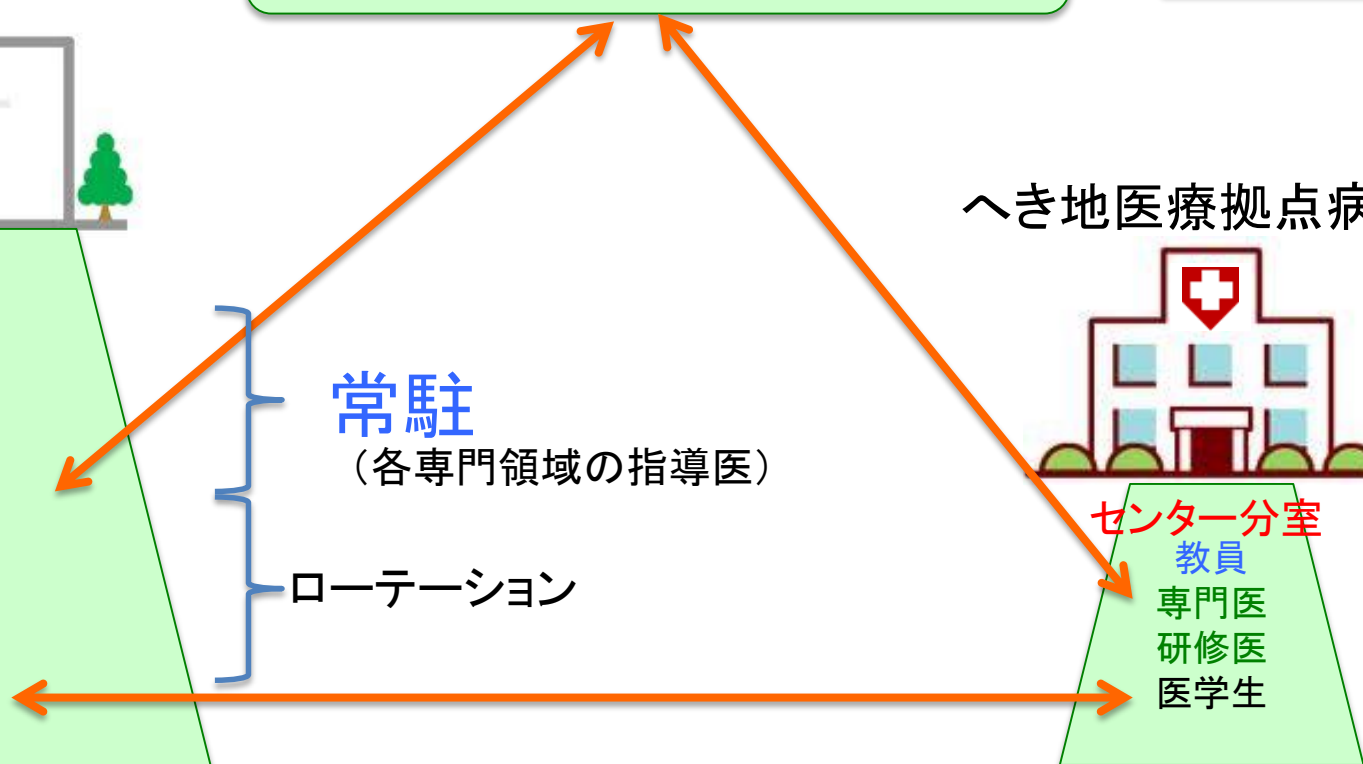 へき地医療拠点病
常駐
（各専門領域の指導医）
ローテーション
センター分室
教員
専門医
研修医
医学生